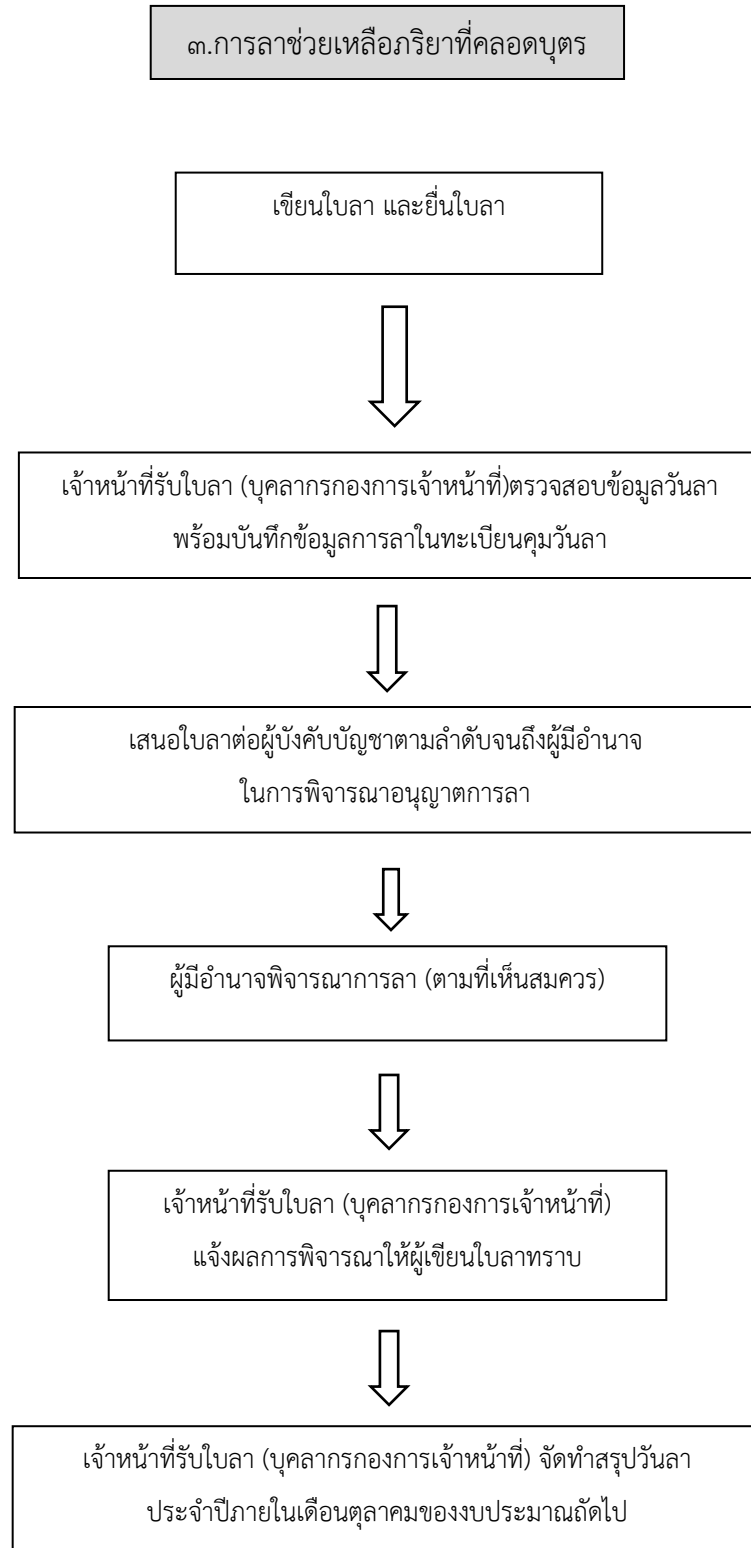 ๓.การลาช่วยเหลือภริยาที่คลอดบุตร
เขียนใบลา และยื่นใบลา
เจ้าหน้าที่รับใบลา (บุคลากรกองการเจ้าหน้าที่)ตรวจสอบข้อมูลวันลา
พร้อมบันทึกข้อมูลการลาในทะเบียนคุมวันลา
เสนอใบลาต่อผู้บังคับบัญชาตามลำดับจนถึงผู้มีอำนาจ
ในการพิจารณาอนุญาตการลา
ผู้มีอำนาจพิจารณาการลา (ตามที่เห็นสมควร)
เจ้าหน้าที่รับใบลา (บุคลากรกองการเจ้าหน้าที่)
แจ้งผลการพิจารณาให้ผู้เขียนใบลาทราบ
เจ้าหน้าที่รับใบลา (บุคลากรกองการเจ้าหน้าที่) จัดทำสรุปวันลา
ประจำปีภายในเดือนตุลาคมของงบประมาณถัดไป